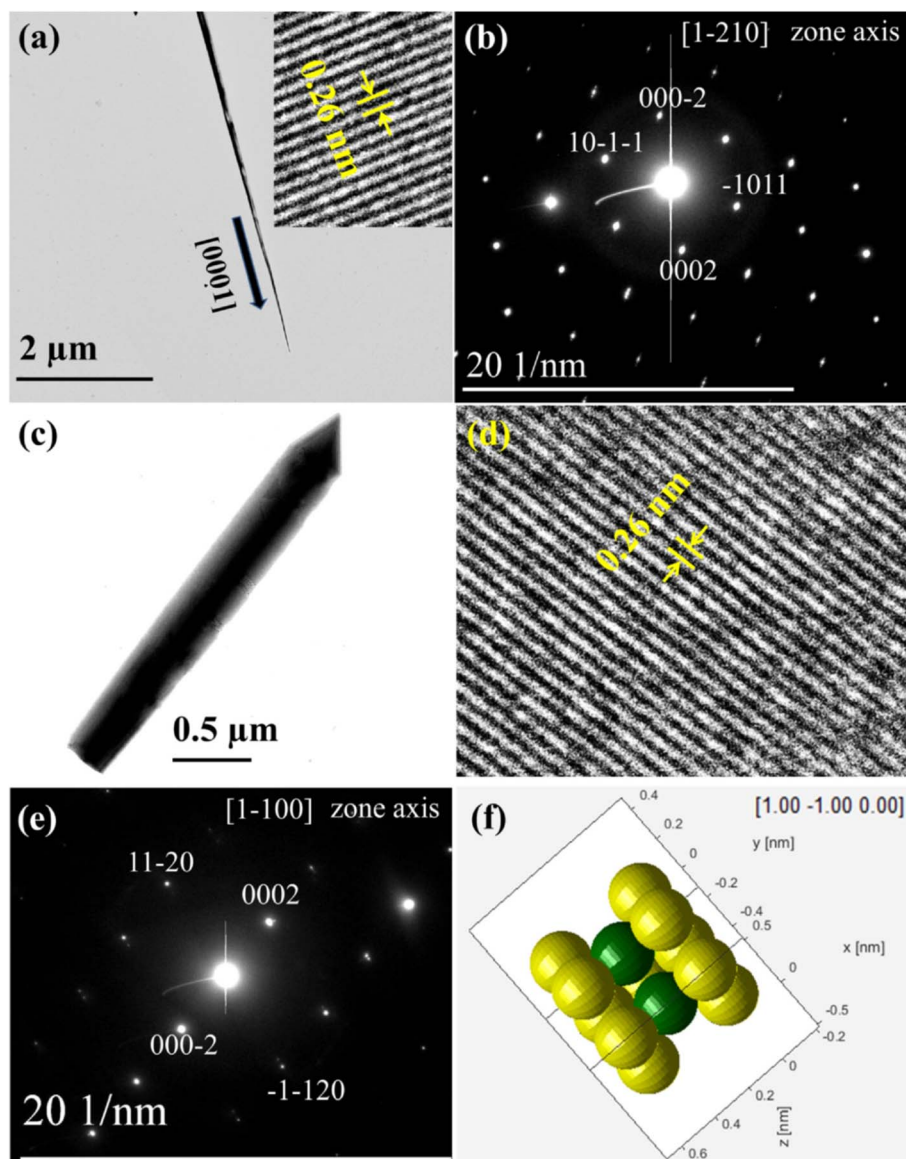 (a)
0.26 nm
[0001]
2 μm
(b)
[1-210] zone axis
000-2
10-1-1
-1011
0002
20 1/nm
(c)
0.5 μm
(d)
0.26 nm
(e)
[1-100] zone axis
11-20
0002
000-2
-1-120
20 1/nm
(f)
[1.00 -1.00 0.00]
0.4
0.2
y [nm]
0
-0.2
-0.4
0.5
x [nm]
0
-0.5
-0.2
0
0.2
z [nm]
0.4
0.6